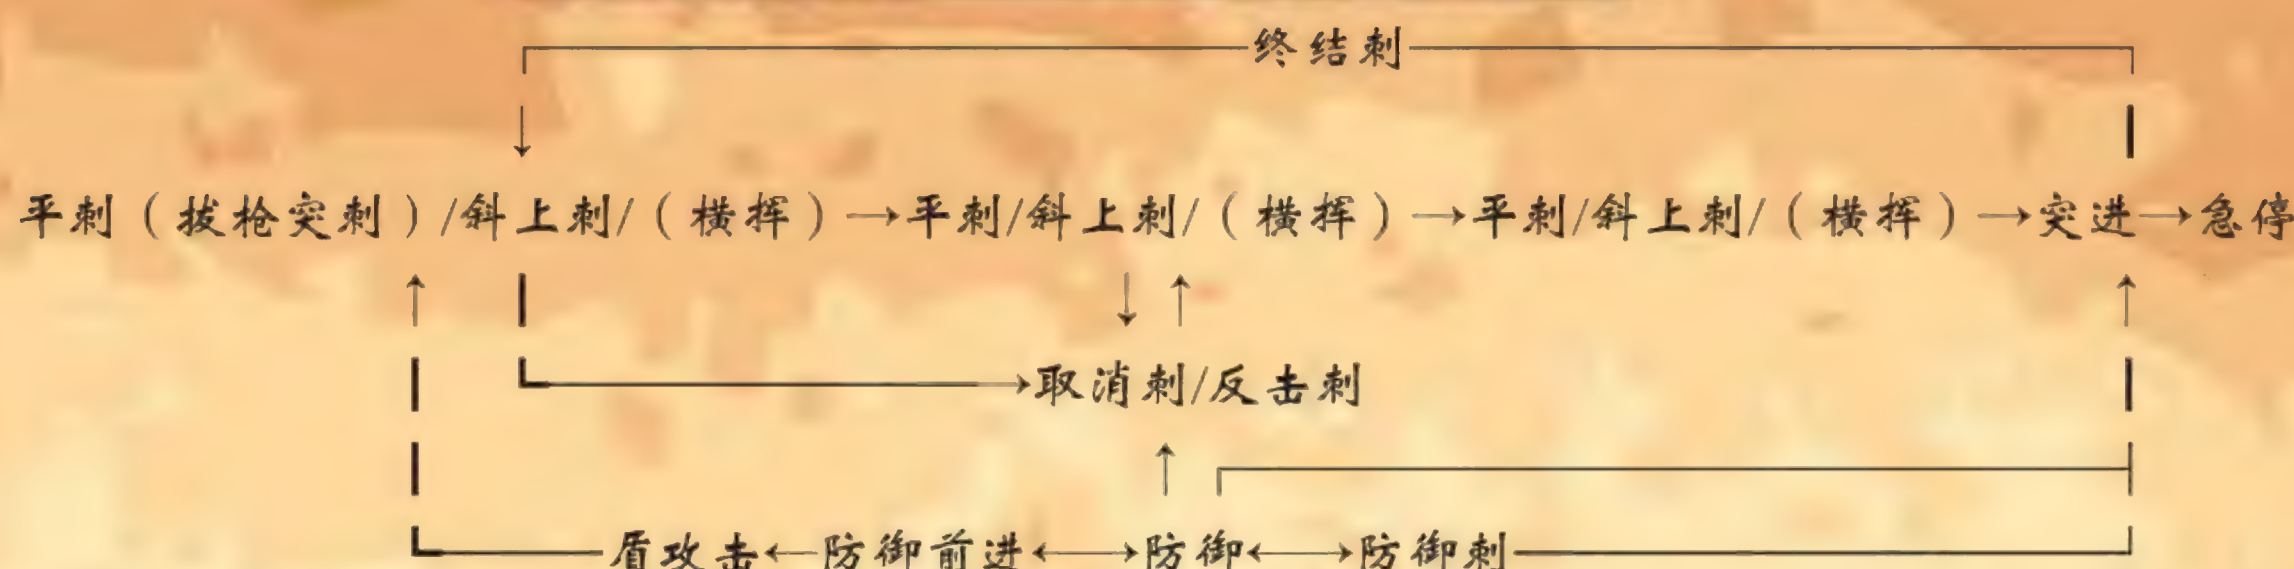 终结刺
平刺（拔枪突刺）/斜上刺/（横挥）→平刺/斜上刺/（横挥）→平刺/斜上刺/（横挥）→突进→急停
取消刺/反击刺
盾攻击←防御前进←→防御←→防御刺